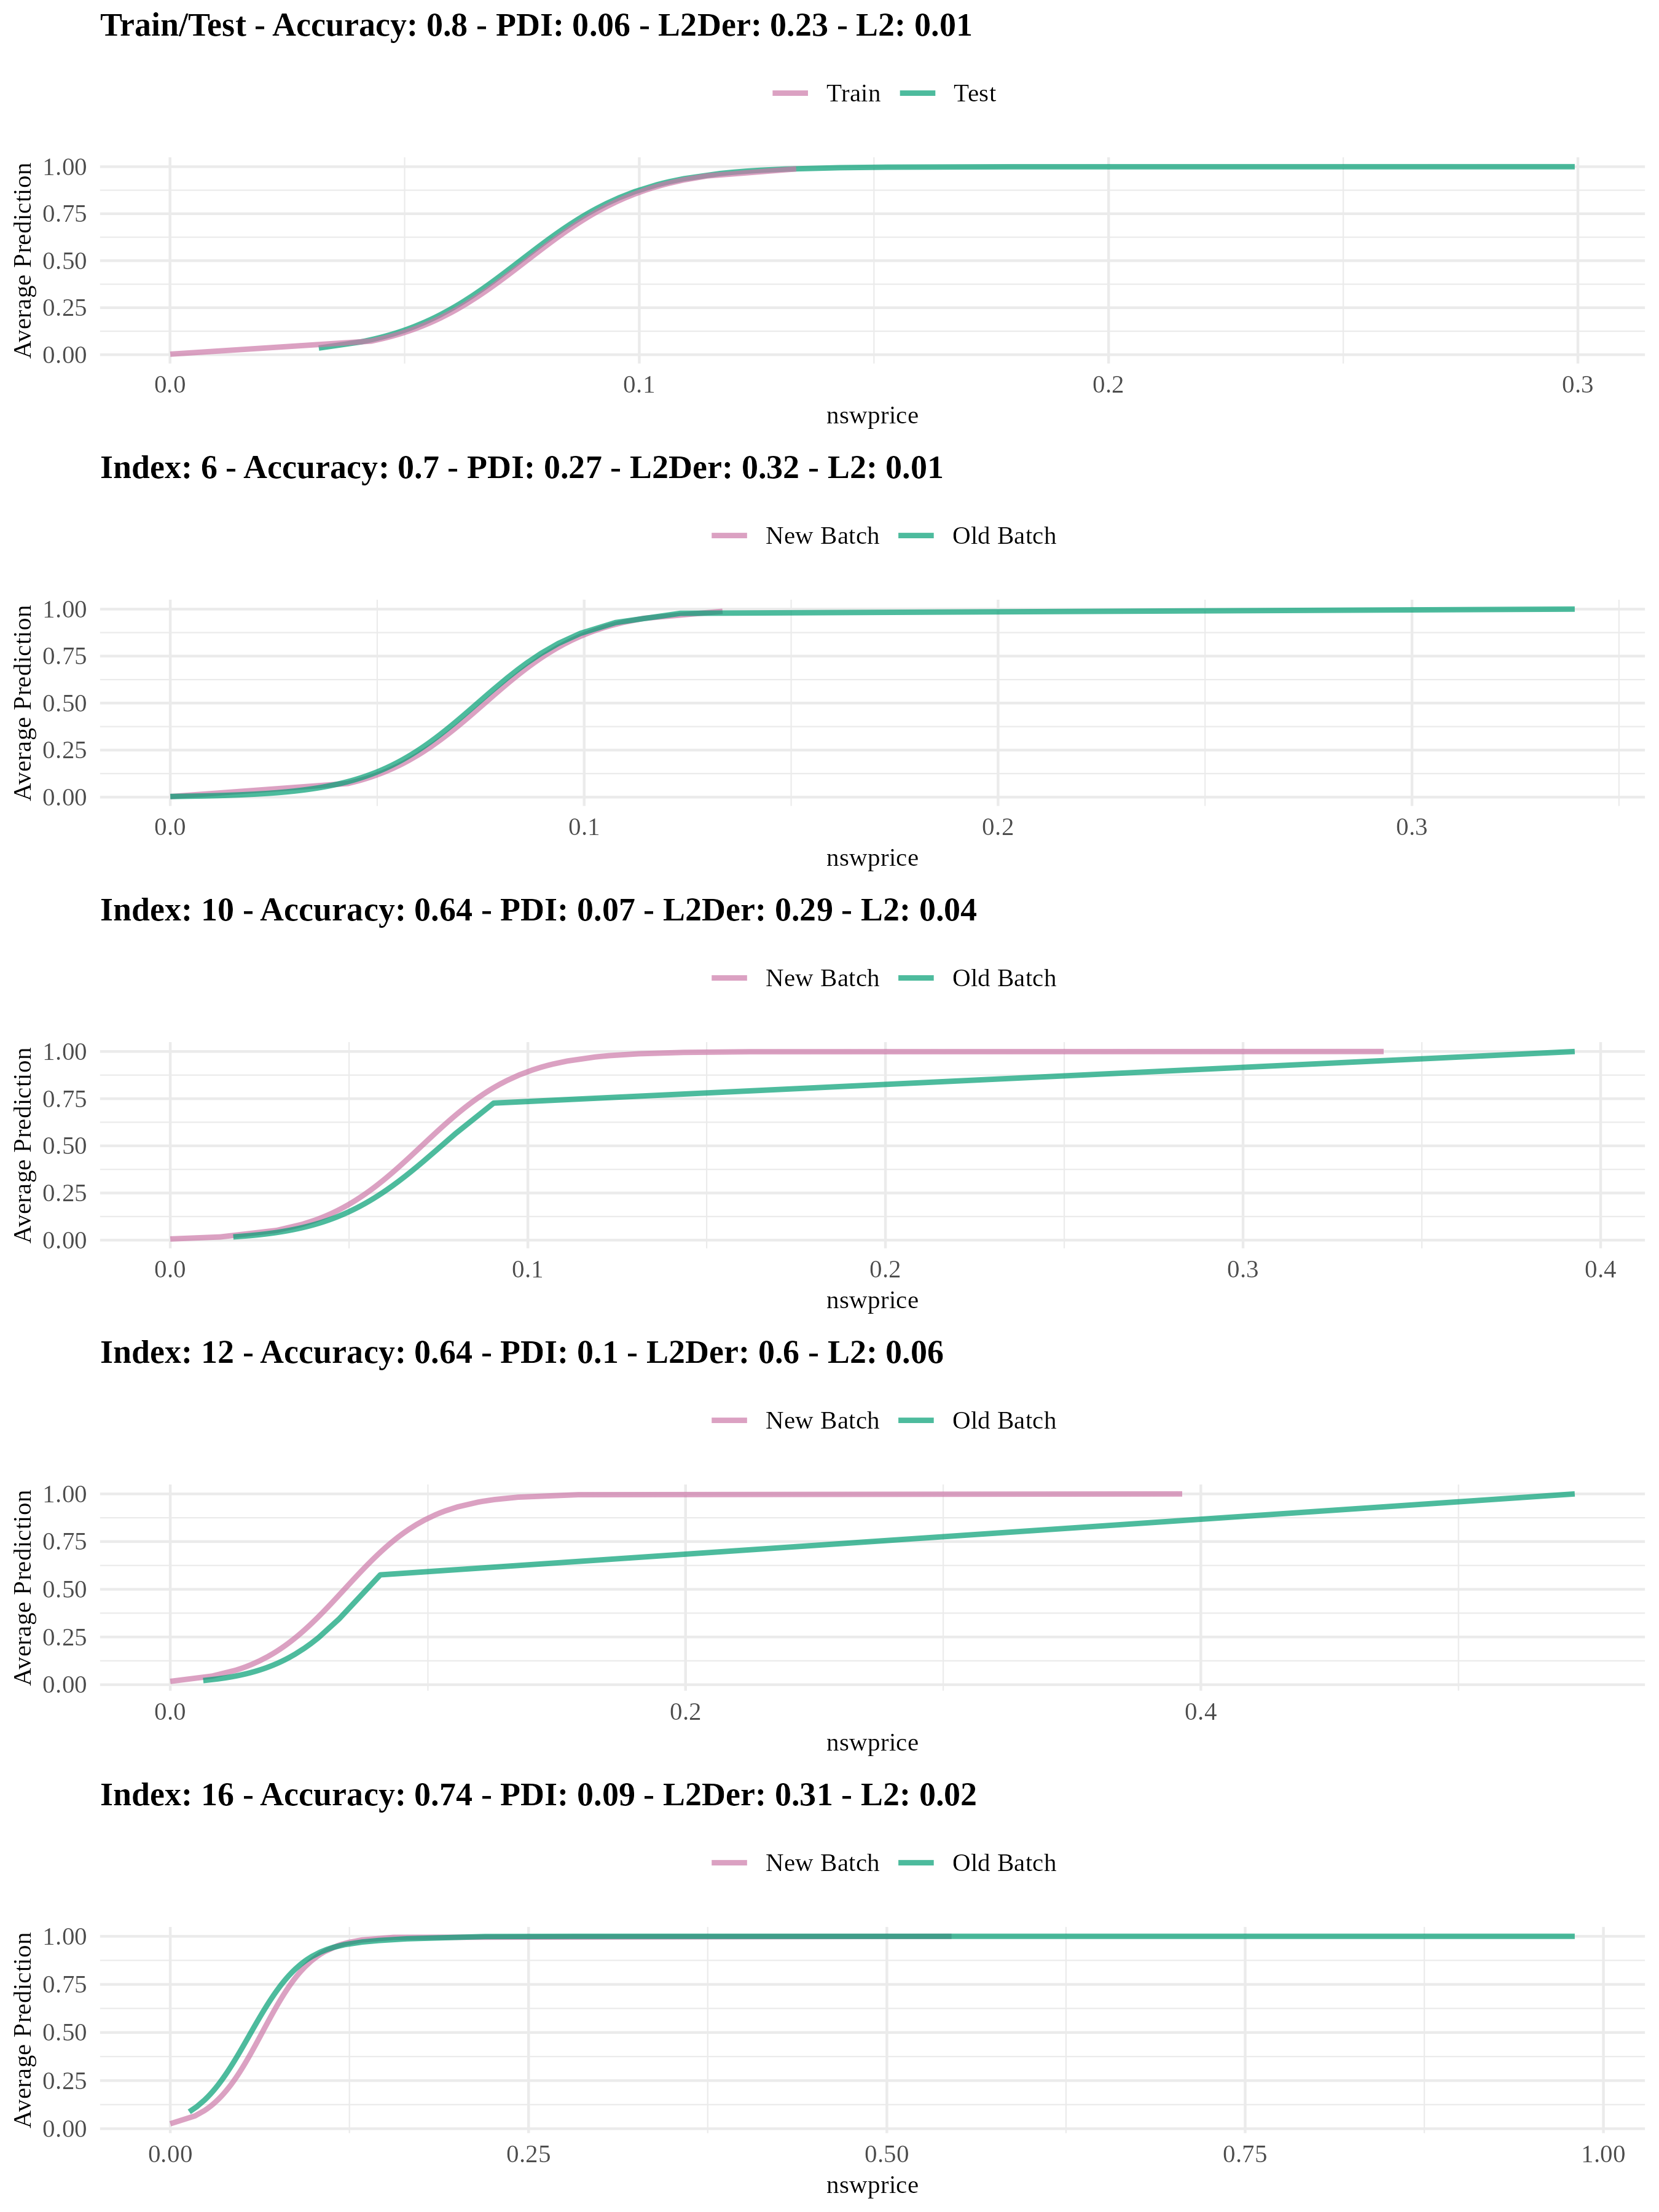 Train/Test - Accuracy: 0.8 - PDI: 0.06 - L2Der: 0.23 - L2: 0.01
Train Test
Average Prediction
1.00
0.75
0.50
0.25
0.00
0.0 0.1 0.2 0.3
nswprice
Index: 6 - Accuracy: 0.7 - PDI: 0.27 - L2Der: 0.32 - L2: 0.01
New Batch Old Batch
Average Prediction
1.00
0.75
0.50
0.25
0.00
0.0 0.1 0.2 0.3
nswprice
Index: 10 - Accuracy: 0.64 - PDI: 0.07 - L2Der: 0.29 - L2: 0.04
New Batch Old Batch
Average Prediction
1.00
0.75
0.50
0.25
0.00
0.0 0.1 0.2 0.3 0.4
nswprice
Index: 12 - Accuracy: 0.64 - PDI: 0.1 - L2Der: 0.6 - L2: 0.06
New Batch Old Batch
Average Prediction
1.00
0.75
0.50
0.25
0.00
0.0 0.2 0.4
nswprice
Index: 16 - Accuracy: 0.74 - PDI: 0.09 - L2Der: 0.31 - L2: 0.02
New Batch Old Batch
Average Prediction
1.00
0.75
0.50
0.25
0.00
0.00 0.25 0.50 0.75 1.00
nswprice